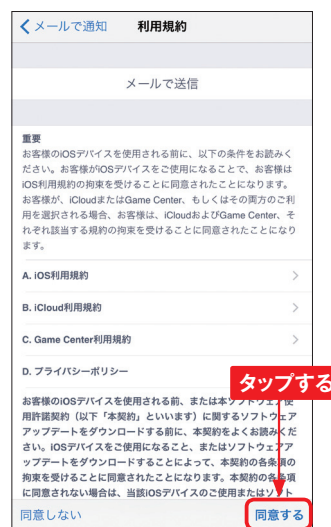 メールで通知 利用規約
メールで送信
重要
お客様のiOSデバイスを使用される前に、以下の条件をお読みく
ださい。お客様がiOSデバイスをご使用になることで、お客様は
iOS利用規約の拘束を受けることに同意されたことになります。
お客様が、iCloudまたはGame Center、もしくはその両方のご利
用を選択される場合、お客様は、iCloudおよびGame Center、そ
れぞれ該当する規約の拘束を受けることに同意されたことになり
ます。
A. iOS利用規約
B. iCloud利用規約
C. Game Center利用規約
D. プライバシーポリシー
タップする
お客様のiOSデバイスを使用される前、または本ソフトウェア使
用許諾契約（以下「本契約」といいます）に関するソフトウェア
アップデートをダウンロードする前に、本契約をよくお読みくだ
さい。iOSデバイスをご使用になること、またはソフトウェアア
ップデートをダウンロードすることによって、本契約の各条項の
拘束を受けることに同意されたことになります。本契約の各条項
に同意されない場合は、当該iOSデバイスのご使用またはソフト
同意しない 同意する